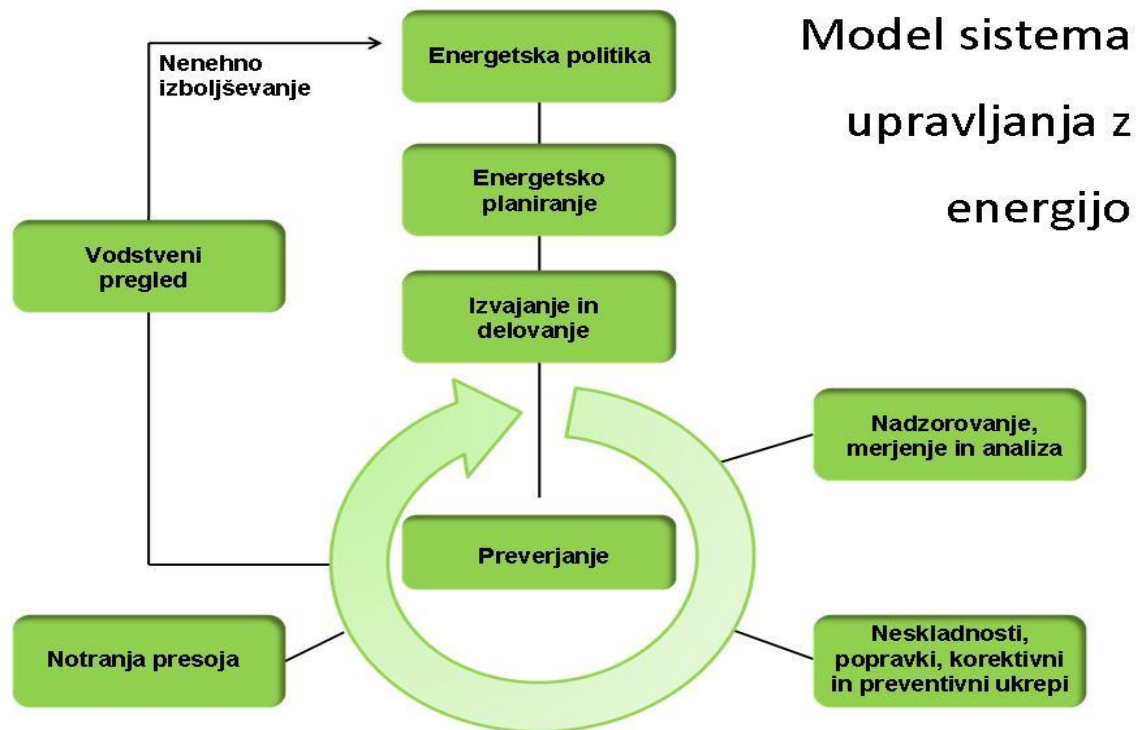 Model sistema
upravljanja z
energijo
Energetska politika
Nenehno
izboljševanje
Energetsko
planiranje
Vodstveni
pregled
Izvajanje in
delovanje
Nadzorovanje,
merjenje in analiza
Preverjanje
Notranja presoja
Neskladnosti,
popravki, korektivni
in preventivni ukrepi